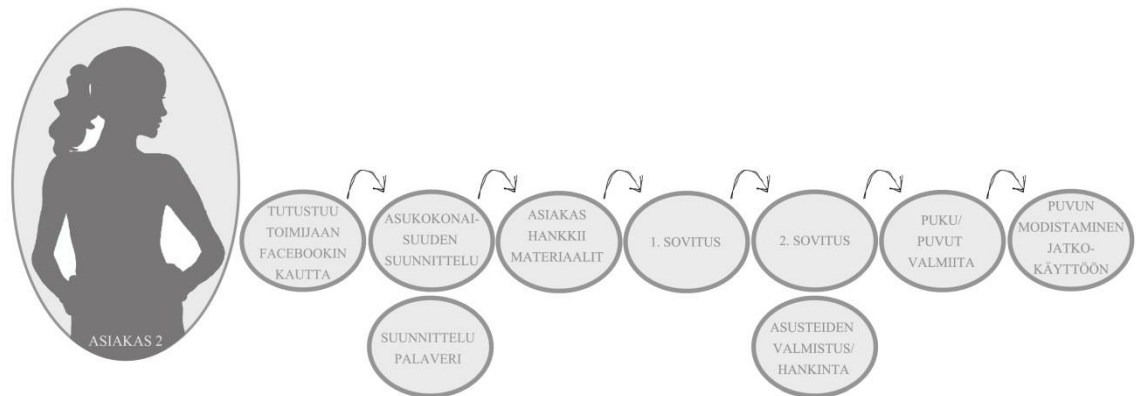 ASIAKAS 2
TUTUSTUU
TOIMIJAAN
FACEBOOKIN
KAUTTA
ASUKOKONAI-
SUUDEN
SUUNNITTELU
SUUNNITTELU
PALAVERI
ASIAKAS
HANKKII
MATERIAALIT
1. SOVITUS
2. SOVITUS
ASUSTEIDEN
VALMISTUS/
HANKINTA
PUKU/
PUVUT
VALMIITA
PUVUN
MODISTAMINEN
JATKO-
KÄYTTÖÖN